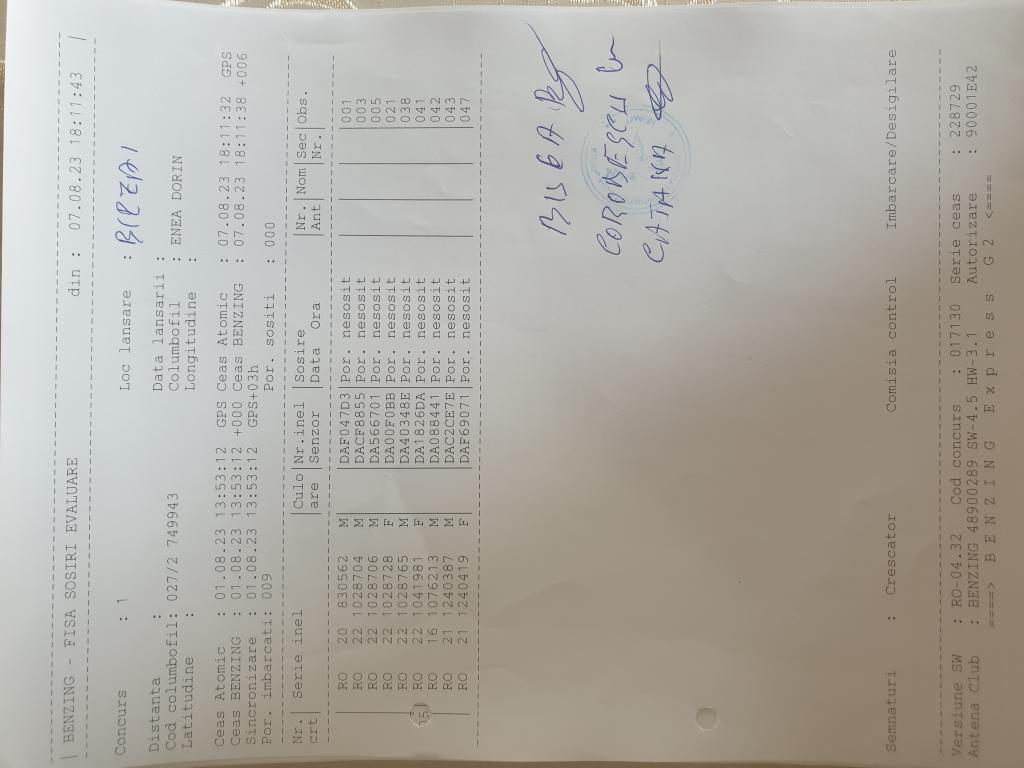 | BENZING - FISA SOSIRI EVALUARE din : 07.08.23 18:11:43 |
Concurs : 1 Loc lansare : BIRZAI
Distanta : Data lansarii :
Cod columbofil: 027/2 749943 Columbofil : ENEA DORIN
Latitudine : Longitudine :
Ceas Atomic : 01.08.23 13:53:12 GPS Ceas Atomic : 07.08.23 18:11:32 GPS
Ceas BENZING : 01.08.23 13:53:12 +000 Ceas BENZING : 07.08.23 18:11:38 +006
Sincronizare : 01.08.23 13:53:12 GPS+03h
Por. imbarcati: 009 Por. sositi : 000
Nr. | Serie inel |Culo|Nr.inel |Sosire |Nr. |Nom|Sec|Obs.
crt| |are |Senzor |Data Ora |Ant | |Nr.|
RO 20 830562 M |DAF047D3|Por. nesosit 001
RO 22 1028704 M |DACF8855|Por. nesosit 003
RO 22 1028706 M |DA566701|Por. nesosit 005
RO 22 1028728 F |DA00F0BB|Por. nesosit 021
RO 22 1028765 M |DA40348E|Por. nesosit 038
RO 22 1041981 F |DA1826DA|Por. nesosit 041
RO 16 1076213 M |DA088441|Por. nesosit 042
RO 21 1240387 M |DAC2CE7E|Por. nesosit 043
RO 21 1240419 F |DAF69071|Por. nesosit 047
BISGA
COROBESCU
CATANA
Semnaturi : Crescator Comisia control Imbarcare/Desigilare
Versiune SW : RO-04.32 Cod concurs : 017130 Serie ceas : 228729
Antena Club : BENZING 48900289 SW-4.5 HW-3.1 Autorizare : 90001E42
====> B E N Z I N G E x p r e s s G 2 <====